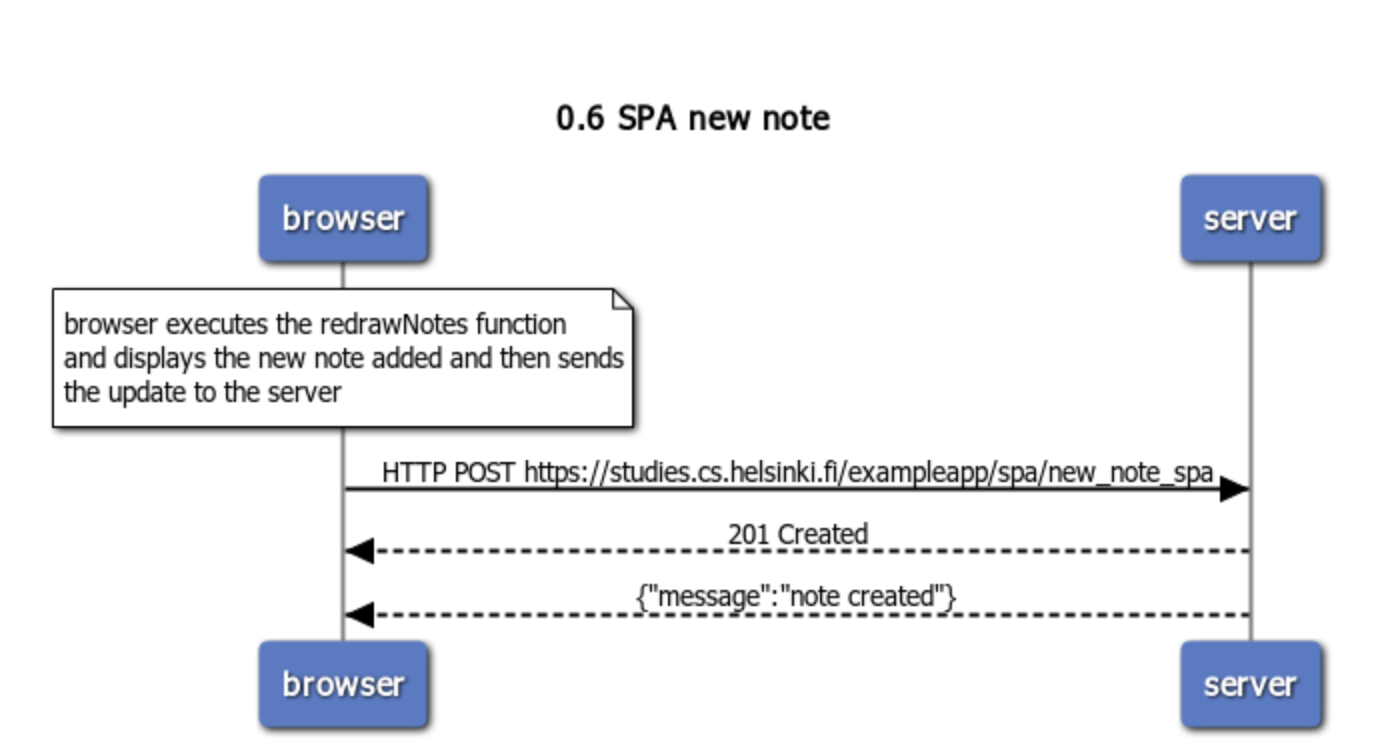 0.6 SPA new note
browser
server
browser executes the redrawNotes function
and displays the new note added and then sends
the update to the server
HTTP POST https://studies.cs.helsinki.fi/exampleapp/spa/new_note_spa
201 Created
{"message":"note created"}
browser
server